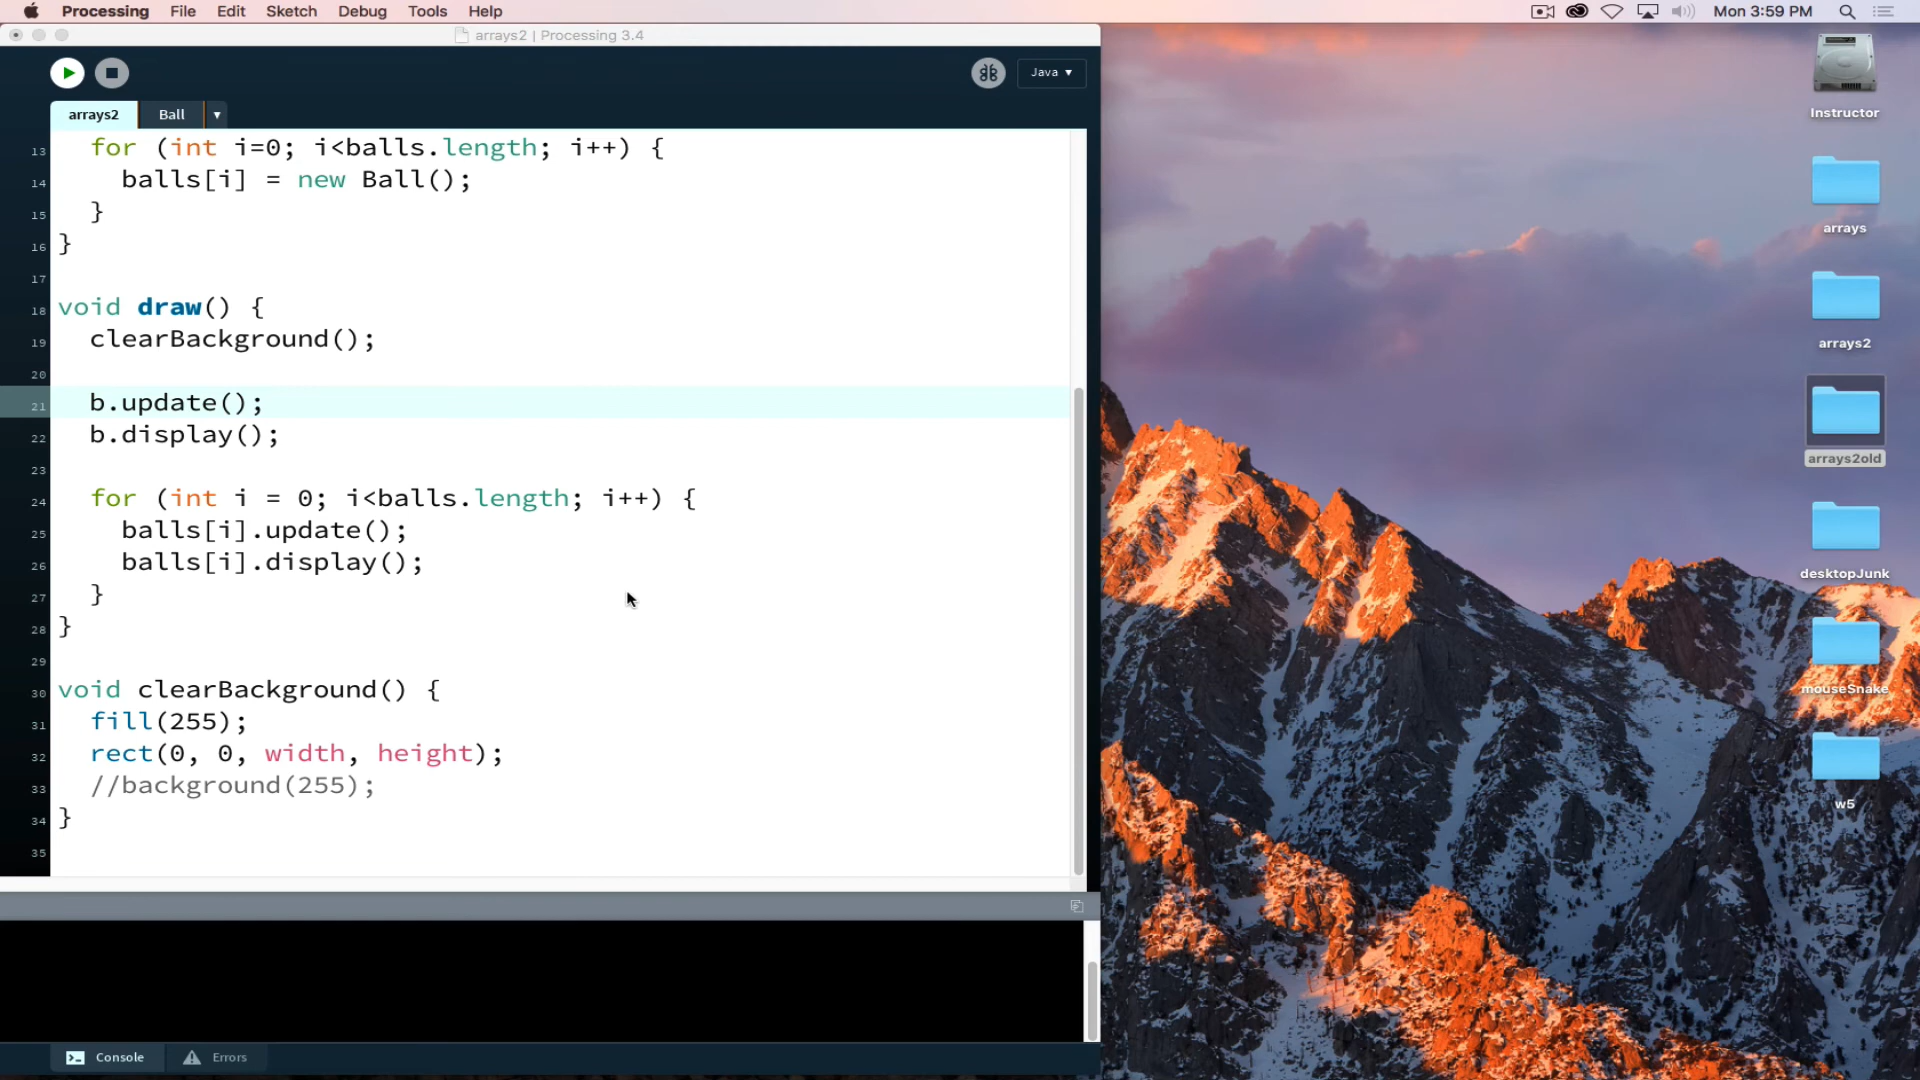 Processing File Edit Sketch Debug Tools Help
Mon 3:59 PM
arrays2 | Processing 3.4
Java ▾
arrays2 Ball ▾
13 for (int i=0; i<balls.length; i++) {
14 balls[i] = new Ball();
15 }
16 }
17
18 void draw() {
19 clearBackground();
20
21 b.update();
22 b.display();
23
24 for (int i = 0; i<balls.length; i++) {
25 balls[i].update();
26 balls[i].display();
27 }
28 }
29
30 void clearBackground() {
31 fill(255);
32 rect(0, 0, width, height);
33 //background(255);
34 }
35
Console Errors
Instructor
arrays
arrays2
arrays2old
desktopJunk
mouseSnake
w5